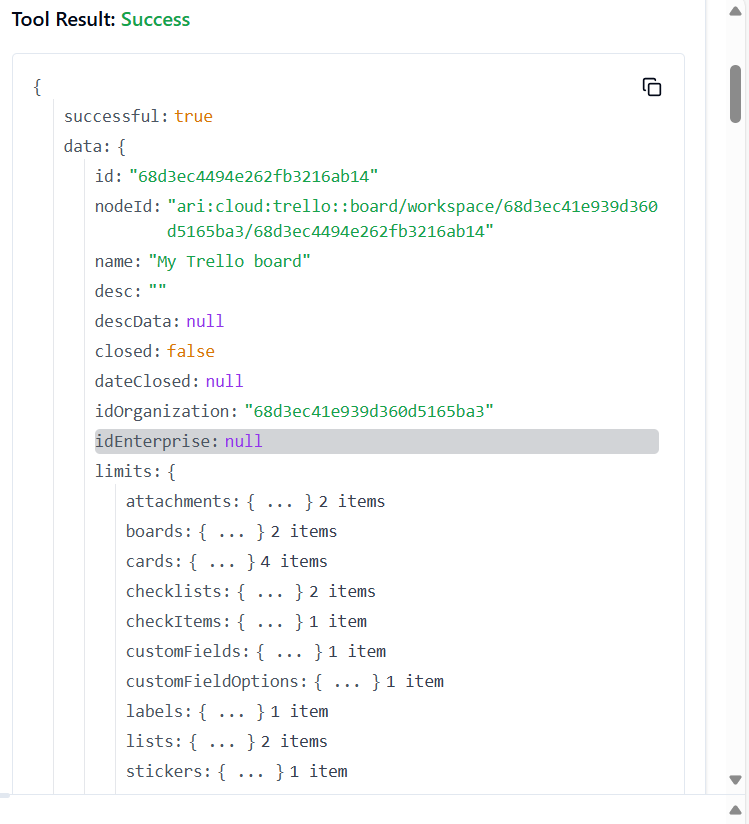 Tool Result: Success
{
successful: true
data: {
id: "68d3ec4494e262fb3216ab14"
nodeId: "ari:cloud:trello::board/workspace/68d3ec41e939d360
d5165ba3/68d3ec4494e262fb3216ab14"
name: "My Trello board"
desc: ""
descData: null
closed: false
dateClosed: null
idOrganization: "68d3ec41e939d360d5165ba3"
idEnterprise: null
limits: {
attachments: { ... } 2 items
boards: { ... } 2 items
cards: { ... } 4 items
checklists: { ... } 2 items
checkItems: { ... } 1 item
customFields: { ... } 1 item
customFieldOptions: { ... } 1 item
labels: { ... } 1 item
lists: { ... } 2 items
stickers: { ... } 1 item